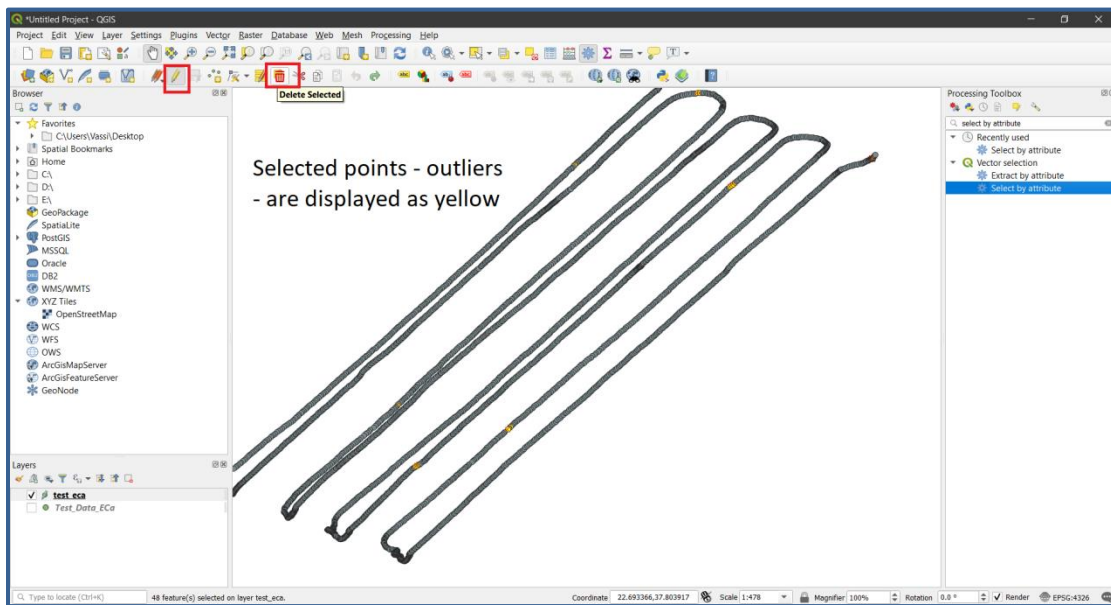 *Untitled Project - QGIS
Project Edit View Layer Settings Plugins Vector Raster Database Web Mesh Processing Help
Delete Selected
Browser
Favorites
C:\Users\Vassi\Desktop
Spatial Bookmarks
Home
C:\
D:\
E:\
GeoPackage
SpatiaLite
PostGIS
MSSQL
Oracle
DB2
WMS/WMTS
XYZ Tiles
OpenStreetMap
WCS
WFS
OWS
ArcGisMapServer
ArcGisFeatureServer
GeoNode
Layers
test_eca
Test_Data_ECa
Selected points - outliers
- are displayed as yellow
Processing Toolbox
select by attribute
Recently used
Select by attribute
Vector selection
Extract by attribute
Select by attribute
Type to locate (Ctrl+K) 48 feature(s) selected on layer test_eca. Coordinate 22.693366,37.803917 Scale 1:478 Magnifier 100% Rotation 0.0 ° Render EPSG:4326